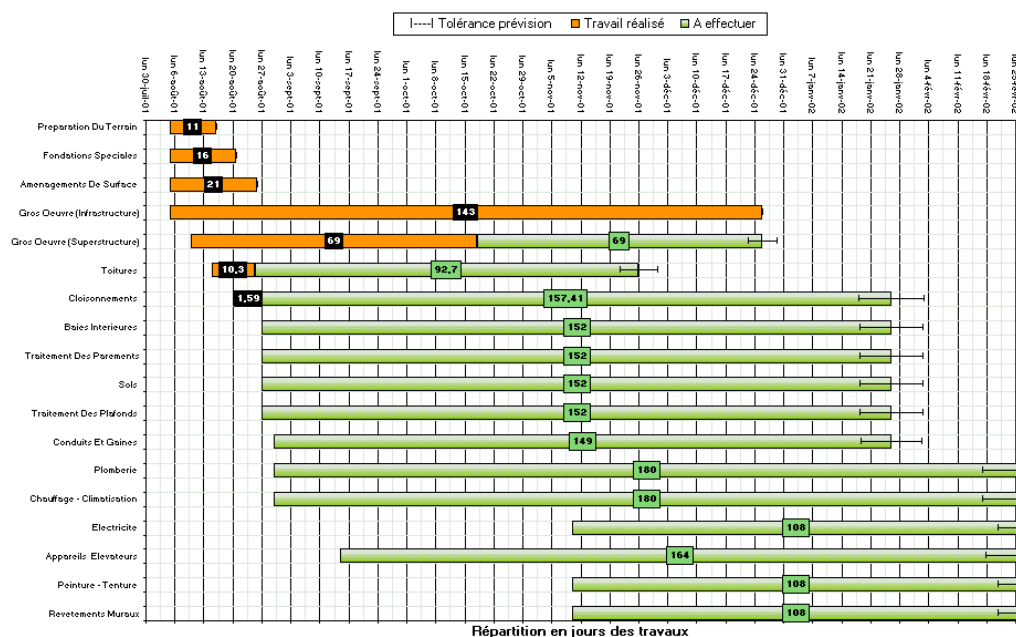 I----I Tolérance prévision Travail réalisé A effectuer
lun 30-juil-01
lun 6-août-01
lun 13-août-01
lun 20-août-01
lun 27-août-01
lun 3-sept-01
lun 10-sept-01
lun 17-sept-01
lun 24-sept-01
lun 1-oct-01
lun 8-oct-01
lun 15-oct-01
lun 22-oct-01
lun 29-oct-01
lun 5-nov-01
lun 12-nov-01
lun 19-nov-01
lun 26-nov-01
lun 3-déc-01
lun 10-déc-01
lun 17-déc-01
lun 24-déc-01
lun 31-déc-01
lun 7-janv-02
lun 14-janv-02
lun 21-janv-02
lun 28-janv-02
lun 4-févr-02
lun 11-févr-02
lun 18-févr-02
lun 25-févr-02
Preparation Du Terrain 11
Fondations Speciales 16
Amenagements De Surface 21
Gros Oeuvre (Infrastructure) 143
Gros Oeuvre (Superstructure) 69 69
Toitures 10,3 92,7
Cloisonnements 1,59 157,41
Baies Interieures 152
Traitement Des Parements 152
Sols 152
Traitement Des Plafonds 152
Conduits Et Gaines 149
Plomberie 180
Chauffage - Climatisation 180
Electricite 108
Appareils Elevateurs 164
Peinture - Tenture 108
Revetements Muraux 108
Répartition en jours des travaux